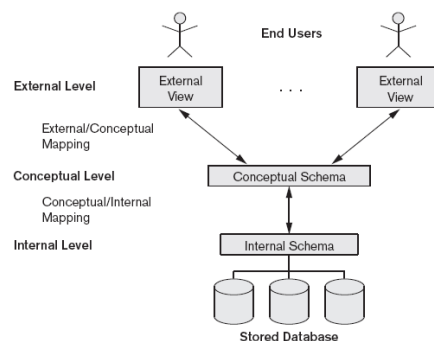 End Users
External Level
External
View
. . .
External
View
External/Conceptual
Mapping
Conceptual Level
Conceptual Schema
Conceptual/Internal
Mapping
Internal Level
Internal Schema
Stored Database